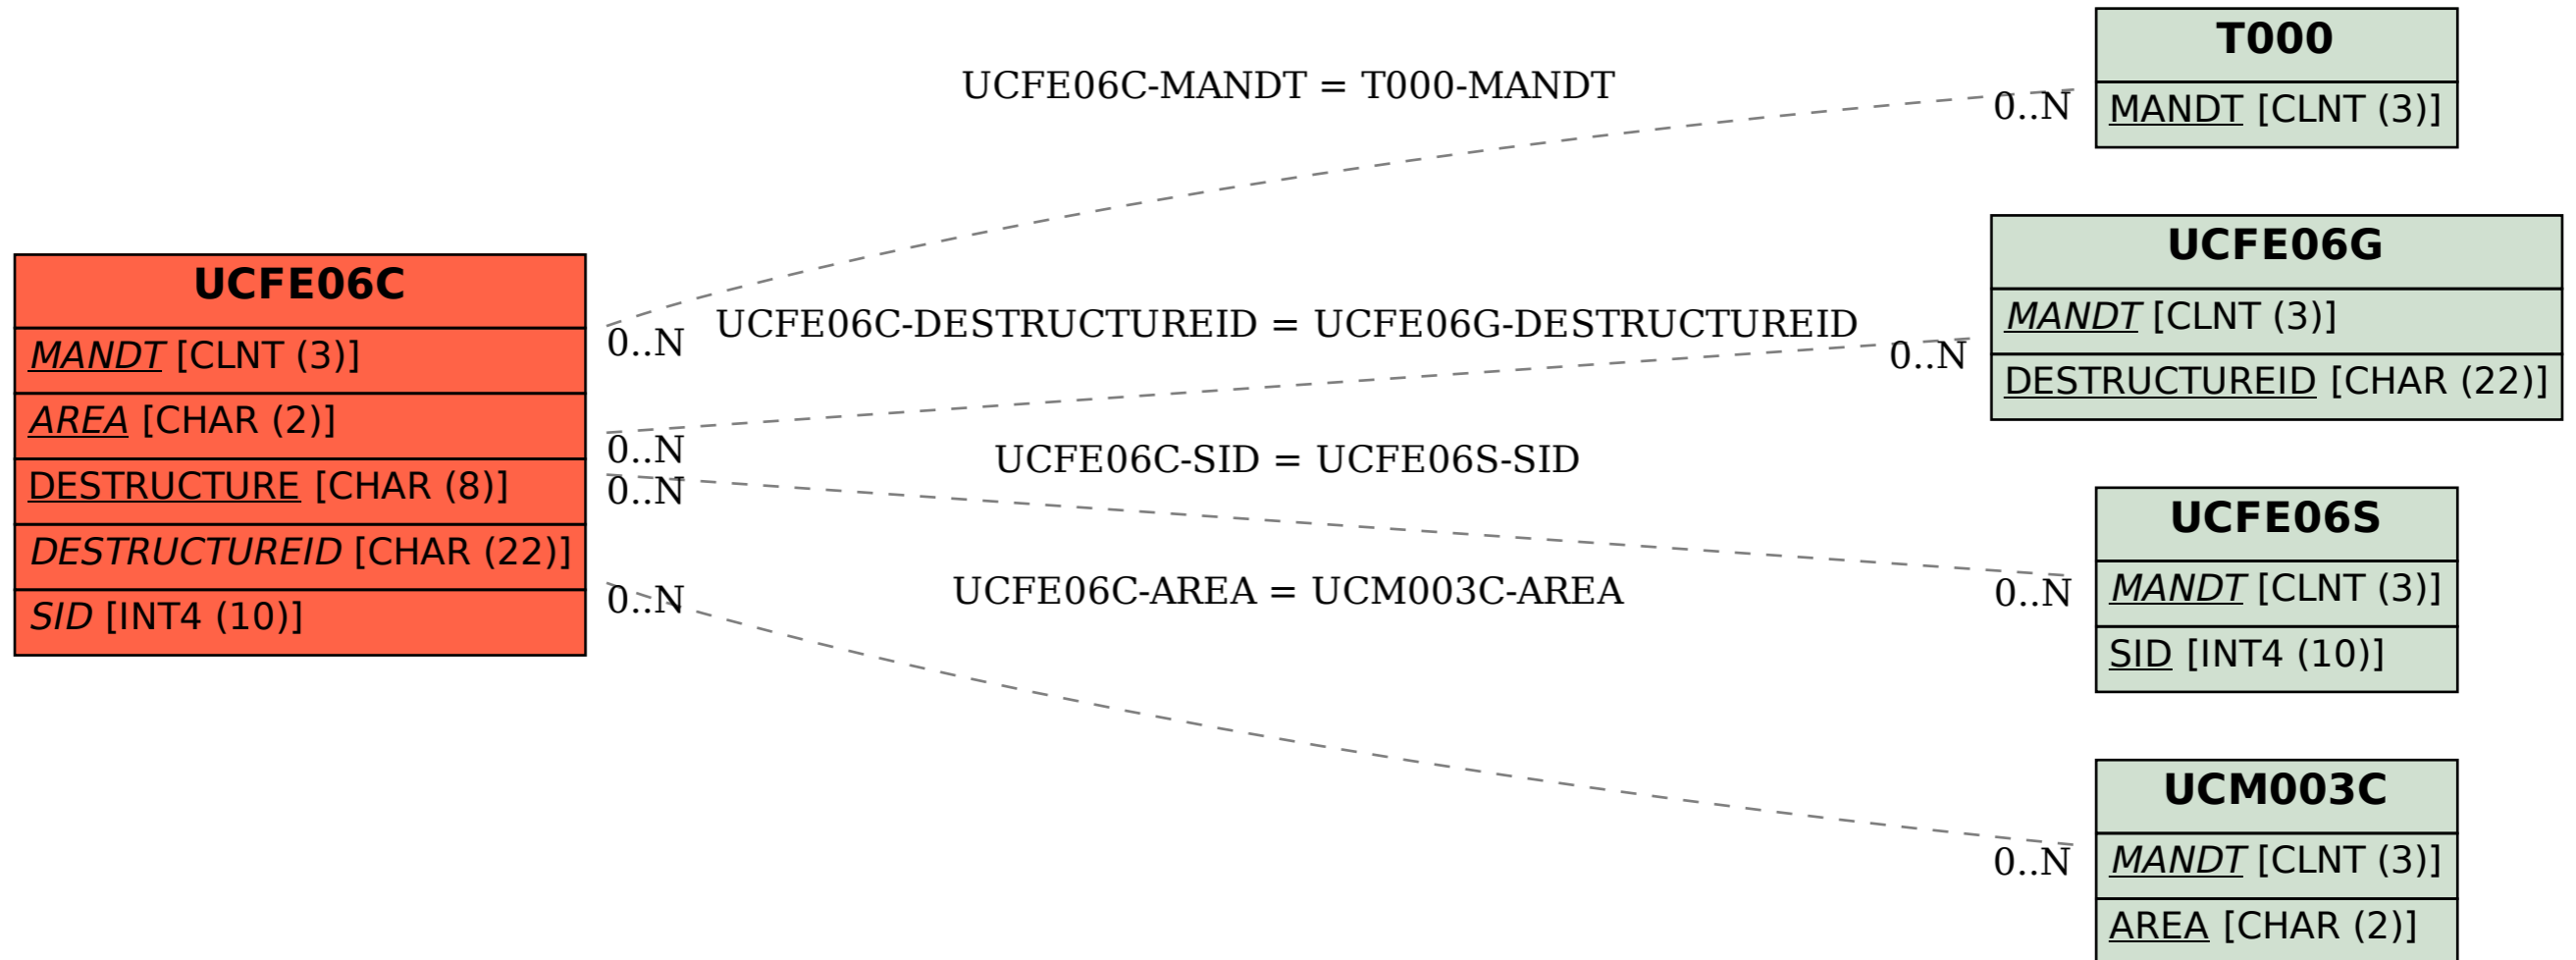 T000
MANDT [CLNT (3)]
UCFE06C-MANDT = T000-MANDT
0..N
0..N
UCFE06C
MANDT [CLNT (3)]
AREA [CHAR (2)]
DESTRUCTURE [CHAR (8)]
DESTRUCTUREID [CHAR (22)]
SID [INT4 (10)]
UCFE06C-DESTRUCTUREID = UCFE06G-DESTRUCTUREID
0..N
0..N
UCFE06G
MANDT [CLNT (3)]
DESTRUCTUREID [CHAR (22)]
UCFE06C-SID = UCFE06S-SID
0..N
0..N
UCFE06S
MANDT [CLNT (3)]
SID [INT4 (10)]
UCFE06C-AREA = UCM003C-AREA
0..N
0..N
UCM003C
MANDT [CLNT (3)]
AREA [CHAR (2)]